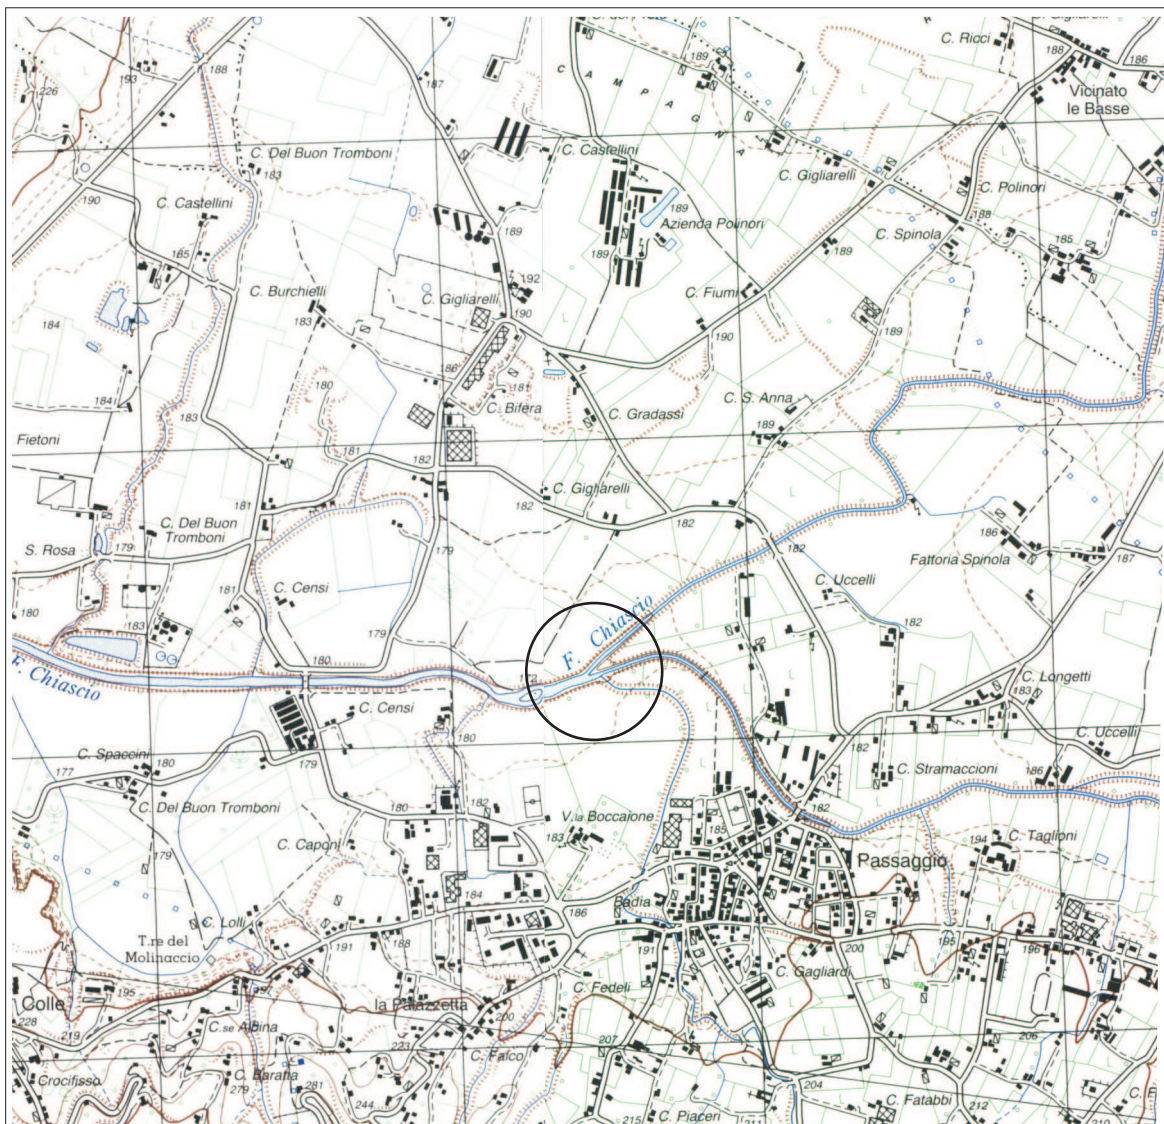 C. Ricci
188
186
Vicinato
le Basse
188
193
187
189
226
CAMPAGNA
C. Del Buon Tromboni
183
C. Castellini
C. Gigliarelli
C. Polinori
190
C. Castellini
189
189
Azienda Polinori
188
185
C. Spinola
185
189
189
192
C. Burchielli
183
C. Gigliarelli
190
C. Fiumi
184
190
189
186
180
181
184
C. Bifera
C. Gradassi
C. S. Anna
183
189
Fietoni
181
182
C. Gigliarelli
181
182
182
186
C. Del Buon
Tromboni
S. Rosa
179
179
182
Fattoria Spinola
187
181
C. Censi
C. Uccelli
180
183
179
F. Chiascio
182
180
F. Chiascio
C. Longetti
183
C. Censi
180
182
C. Uccelli
C. Spaccini
180
179
177
C. Stramaccioni
186
C. Del Buon Tromboni
180
182
182
V.la Boccaione
183
185
194
C. Taglioni
C. Caponi
179
Passaggio
184
186
Badia
C. Lolli
191
188
T.re del
Molinaccio
191
200
195
196
C. Gagliardi
197
195
Colle
la Palazzetta
C. Fedeli
228
219
C.se Albina
200
223
207
206
C. Falco
Crocifisso
C. Baraffa
279
281
244
204
C. Fatabbi
212
215
C. Piaceri
211
210
C. F